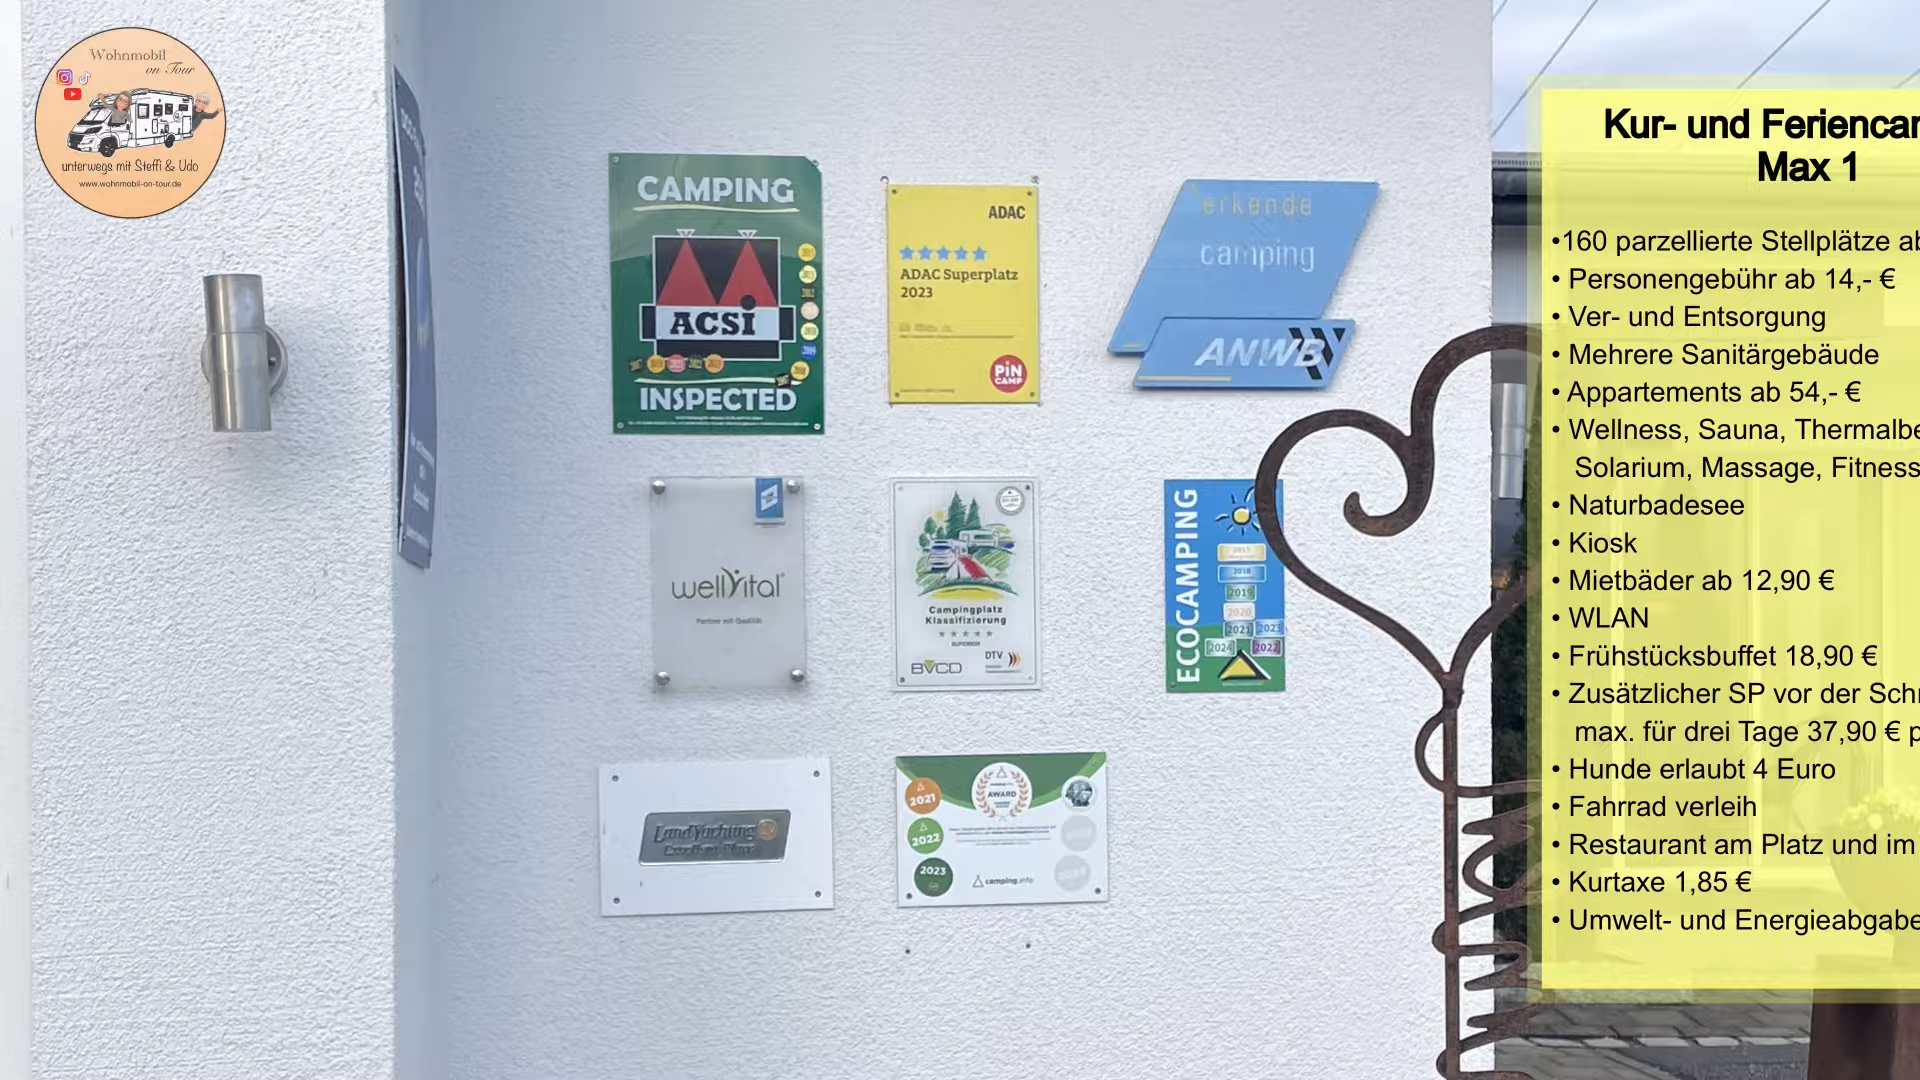 Wohnmobil
on Tour
unterwegs mit Steffi & Udo
www.wohnmobil-on-tour.de
CAMPING
ACSI
INSPECTED
ADAC
ADAC Superplatz
2023
PiN
CAMP
erkende
camping
ANWB
wellVital
Partner mit Qualität
Campingplatz
Klassifizierung
SUPERIOR
BVCD
DTV
ECOCAMPING
2018
2019
2020
2021
2023
2024
2022
LandYachting
2021
2022
2023
AWARD
camping.info
Kur- und Feriencam
Max 1
•160 parzellierte Stellplätze ab
• Personengebühr ab 14,- €
• Ver- und Entsorgung
• Mehrere Sanitärgebäude
• Appartements ab 54,- €
• Wellness, Sauna, Thermalbe
Solarium, Massage, Fitness
• Naturbadesee
• Kiosk
• Mietbäder ab 12,90 €
• WLAN
• Frühstücksbuffet 18,90 €
• Zusätzlicher SP vor der Schr
max. für drei Tage 37,90 € p
• Hunde erlaubt 4 Euro
• Fahrrad verleih
• Restaurant am Platz und im
• Kurtaxe 1,85 €
• Umwelt- und Energieabgabe